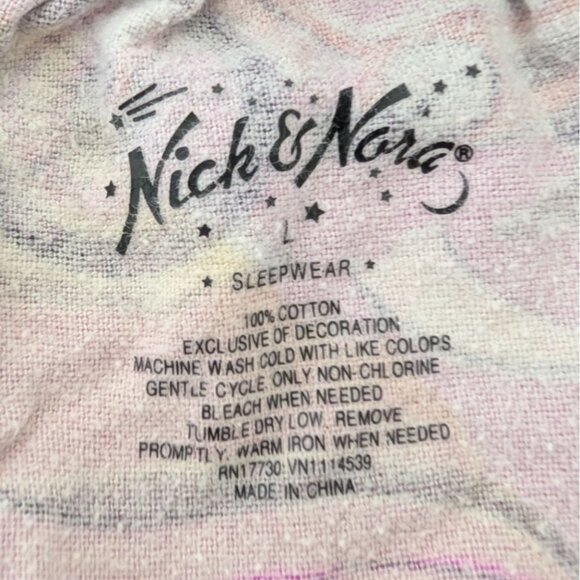 Nick & Nora®
L
SLEEPWEAR
100% COTTON
EXCLUSIVE OF DECORATION
MACHINE WASH COLD WITH LIKE COLOPS
GENTLE CYCLE ONLY NON-CHLORINE
BLEACH WHEN NEEDED
TUMBLE DRY LOW, REMOVE
PROMPTLY, WARM IRON WHEN NEEDED
RN17730 VN1114539
MADE IN CHINA